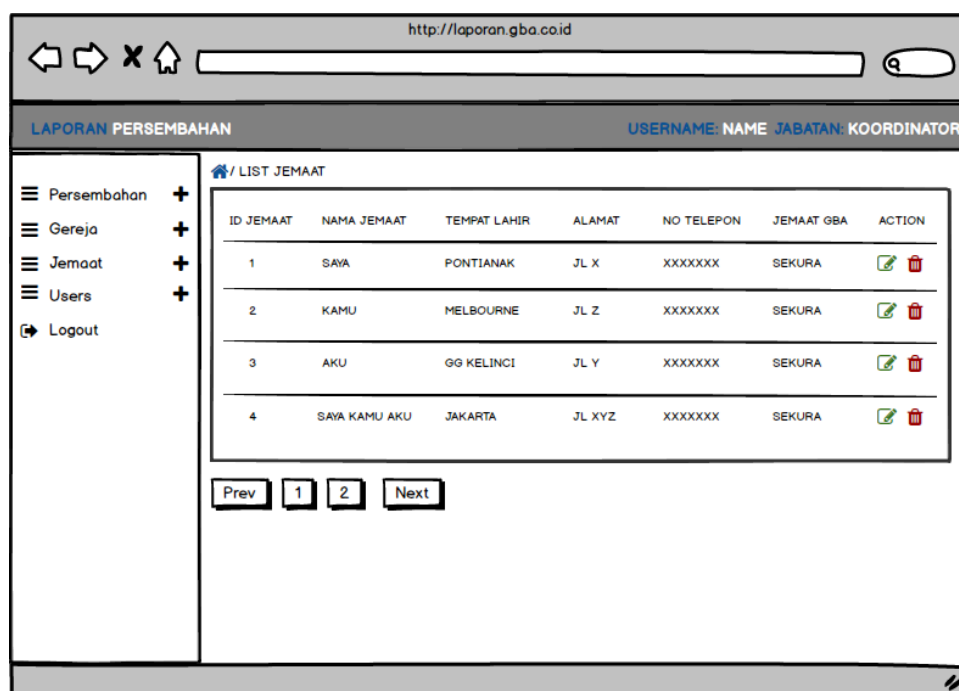 http://laporan.gba.co.id
LAPORAN PERSEMBAHAN USERNAME: NAME JABATAN: KOORDINATOR
/ LIST JEMAAT
Persembahan
Gereja
Jemaat
Users
Logout
ID JEMAAT NAMA JEMAAT TEMPAT LAHIR ALAMAT NO TELEPON JEMAAT GBA ACTION
1 SAYA PONTIANAK JL X XXXXXXX SEKURA
2 KAMU MELBOURNE JL Z XXXXXXX SEKURA
3 AKU GG KELINCI JL Y XXXXXXX SEKURA
4 SAYA KAMU AKU JAKARTA JL XYZ XXXXXXX SEKURA
Prev 1 2 Next